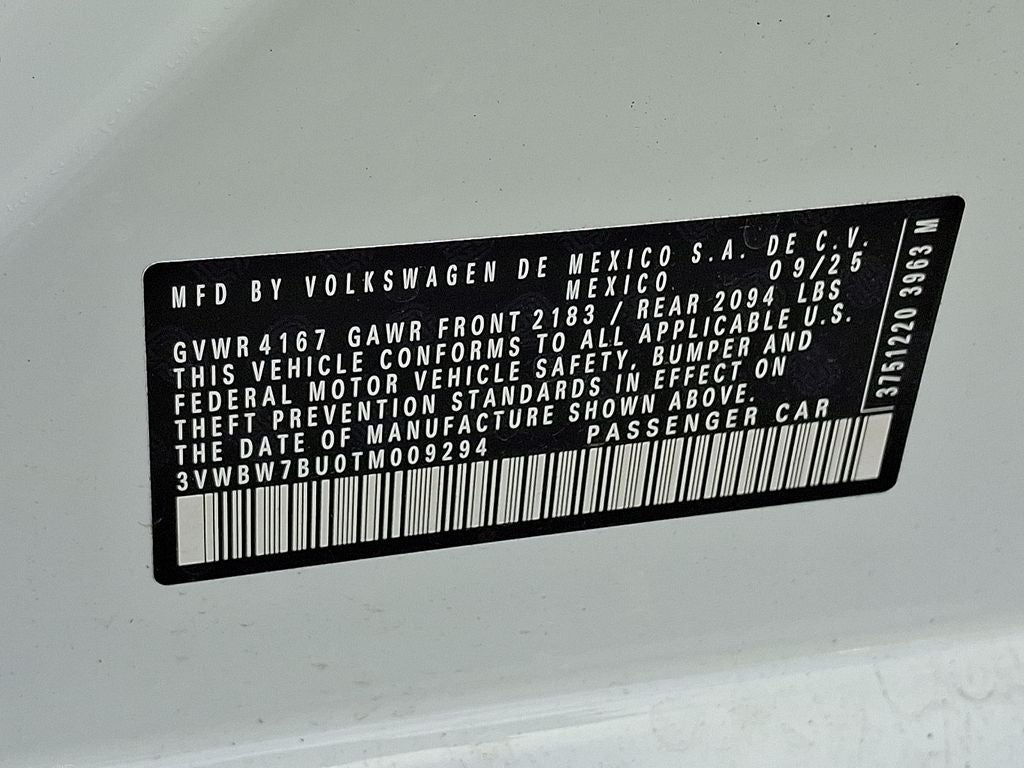 MFD BY VOLKSWAGEN DE MEXICO S.A. DE C.V.
MEXICO 09/25
GVWR 4167 GAWR FRONT 2183 / REAR 2094 LBS
THIS VEHICLE CONFORMS TO ALL APPLICABLE U.S.
FEDERAL MOTOR VEHICLE SAFETY, BUMPER AND
THEFT PREVENTION STANDARDS IN EFFECT ON
THE DATE OF MANUFACTURE SHOWN ABOVE.
3VWBW7BU0TM009294 PASSENGER CAR
3751220 3963 M